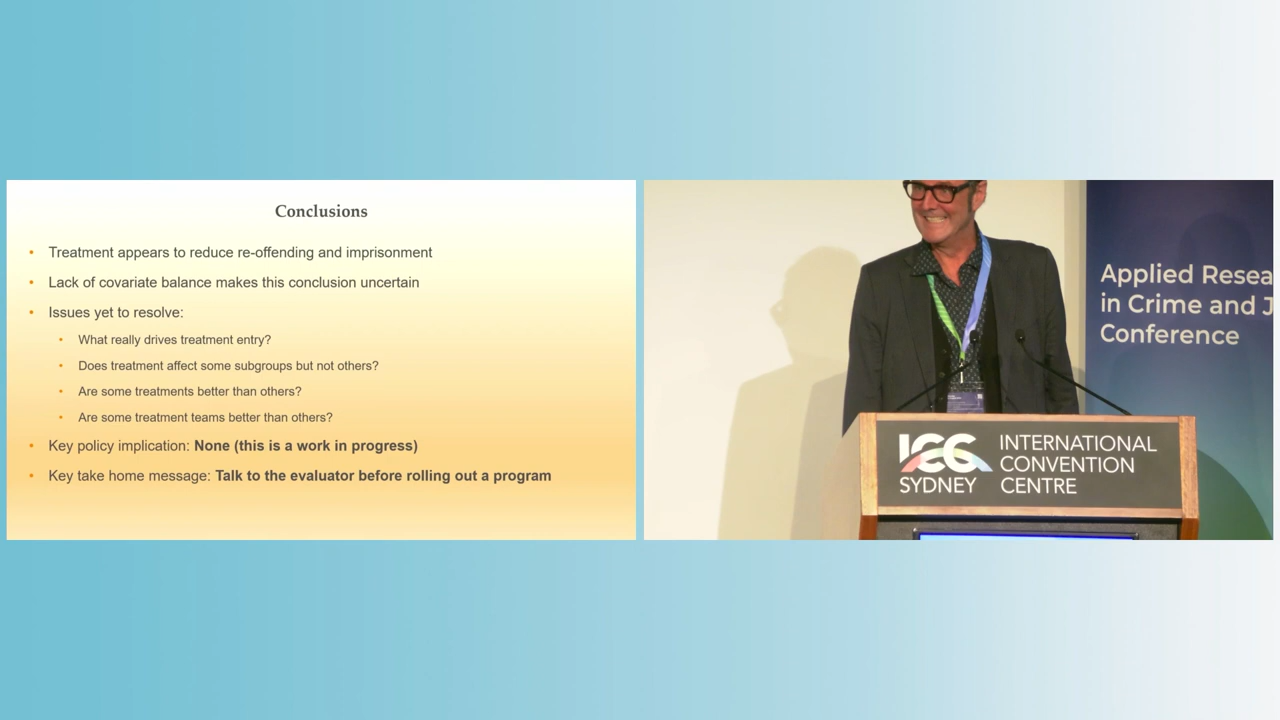 Conclusions
• Treatment appears to reduce re-offending and imprisonment
• Lack of covariate balance makes this conclusion uncertain
• Issues yet to resolve:
• What really drives treatment entry?
• Does treatment affect some subgroups but not others?
• Are some treatments better than others?
• Are some treatment teams better than others?
• Key policy implication: None (this is a work in progress)
• Key take home message: Talk to the evaluator before rolling out a program
Applied Resea
in Crime and J
Conference
ICC
SYDNEY
INTERNATIONAL
CONVENTION
CENTRE